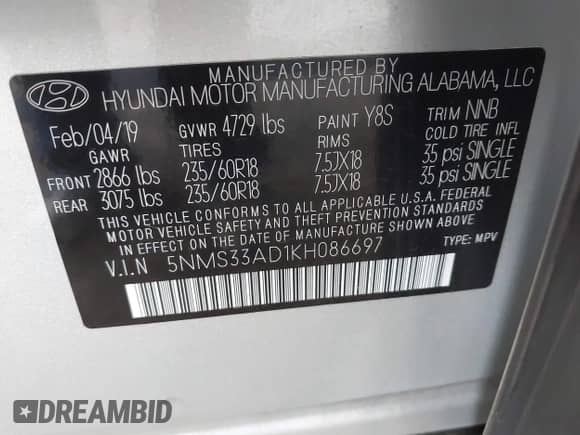 MANUFACTURED BY
HYUNDAI MOTOR MANUFACTURING ALABAMA, LLC
Feb/04/19 GVWR 4729 lbs PAINT Y8S TRIM NNB
GAWR TIRES RIMS COLD TIRE INFL
FRONT 2866 lbs 235/60R18 7.5JX18 35 psi SINGLE
REAR 3075 lbs 235/60R18 7.5JX18 35 psi SINGLE
THIS VEHICLE CONFORMS TO ALL APPLICABLE U.S.A. FEDERAL
MOTOR VEHICLE SAFETY AND THEFT PREVENTION STANDARDS
IN EFFECT ON THE DATE OF MANUFACTURE SHOWN ABOVE
V.I.N 5NMS33AD1KH086697 TYPE: MPV
DREAMBID